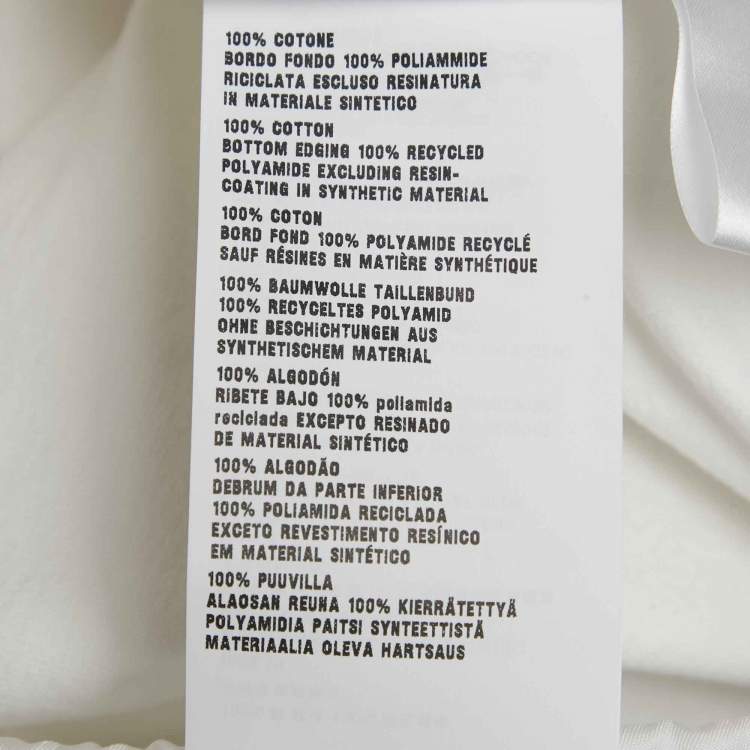 100% COTONE
BORDO FONDO 100% POLIAMMIDE
RICICLATA ESCLUSO RESINATURA
IN MATERIALE SINTETICO
100% COTTON
BOTTOM EDGING 100% RECYCLED
POLYAMIDE EXCLUDING RESIN-
COATING IN SYNTHETIC MATERIAL
100% COTON
BORD FOND 100% POLYAMIDE RECYCLÉ
SAUF RÉSINES EN MATIÈRE SYNTHÉTIQUE
100% BAUMWOLLE TAILLENBUND
100% RECYCELTES POLYAMID
OHNE BESCHICHTUNGEN AUS
SYNTHETISCHEM MATERIAL
100% ALGODÓN
RIBETE BAJO 100% poliamida
reciclada EXCEPTO RESINADO
DE MATERIAL SINTÉTICO
100% ALGODÃO
DEBRUM DA PARTE INFERIOR
100% POLIAMIDA RECICLADA
EXCETO REVESTIMENTO RESÍNICO
EM MATERIAL SINTÉTICO
100% PUUVILLA
ALAOSAN REUNA 100% KIERRÄTETTYÄ
POLYAMIDIA PAITSI SYNTEETTISTÄ
MATERIAALIA OLEVA HARTSAUS